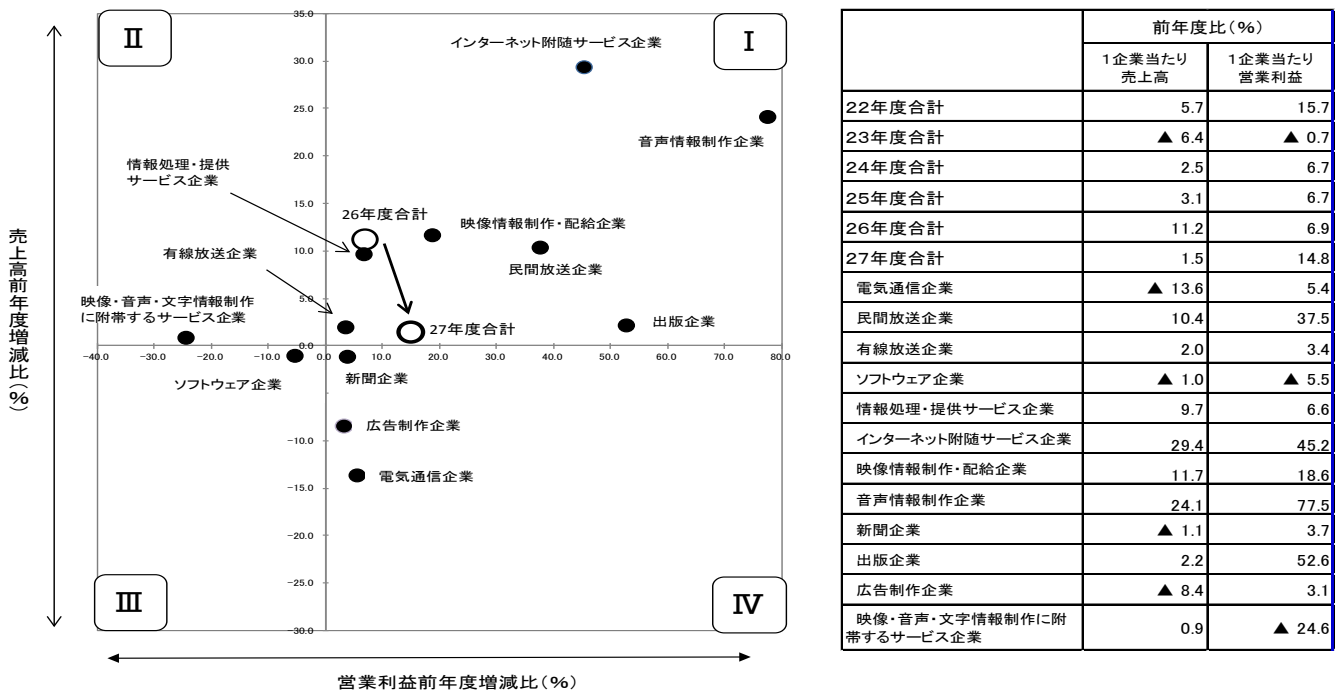 Ⅱ
Ⅰ
Ⅲ
Ⅳ
35.0
30.0
25.0
20.0
15.0
10.0
5.0
0.0
-5.0
-10.0
-15.0
-20.0
-25.0
-30.0
-40.0 -30.0 -20.0 -10.0 0.0 10.0 20.0 30.0 40.0 50.0 60.0 70.0 80.0
売上高前年度増減比(%)
営業利益前年度増減比(%)
インターネット附随サービス企業
音声情報制作企業
情報処理・提供
サービス企業
26年度合計
映像情報制作・配給企業
有線放送企業
民間放送企業
映像・音声・文字情報制作
に附帯するサービス企業
27年度合計
出版企業
ソフトウェア企業
新聞企業
広告制作企業
電気通信企業
前年度比(%)
1企業当たり
売上高
1企業当たり
営業利益
22年度合計 5.7 15.7
23年度合計 ▲ 6.4 ▲ 0.7
24年度合計 2.5 6.7
25年度合計 3.1 6.7
26年度合計 11.2 6.9
27年度合計 1.5 14.8
電気通信企業 ▲ 13.6 5.4
民間放送企業 10.4 37.5
有線放送企業 2.0 3.4
ソフトウェア企業 ▲ 1.0 ▲ 5.5
情報処理・提供サービス企業 9.7 6.6
インターネット附随サービス企業 29.4 45.2
映像情報制作・配給企業 11.7 18.6
音声情報制作企業 24.1 77.5
新聞企業 ▲ 1.1 3.7
出版企業 2.2 52.6
広告制作企業 ▲ 8.4 3.1
映像・音声・文字情報制作に附
帯するサービス企業 0.9 ▲ 24.6